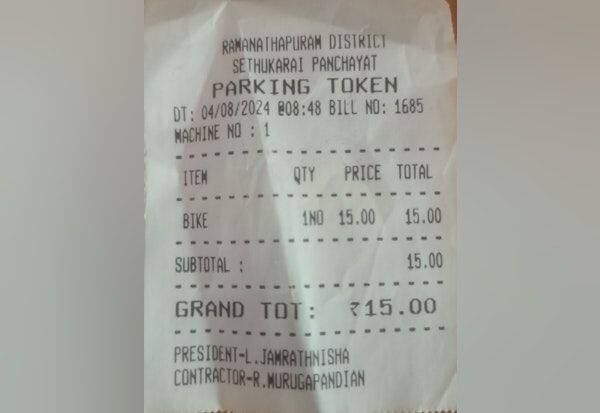 RAMANATHAPURAM DISTRICT
SETHUKARAI PANCHAYAT
PARKING TOKEN
DT: 04/08/2024 @08:48 BILL NO: 1685
MACHINE NO : 1
ITEM QTY PRICE TOTAL
BIKE 1NO 15.00 15.00
SUBTOTAL : 15.00
GRAND TOT: ₹15.00
PRESIDENT-L.JAMRATHNISHA
CONTRACTOR-R.MURUGAPANDIAN